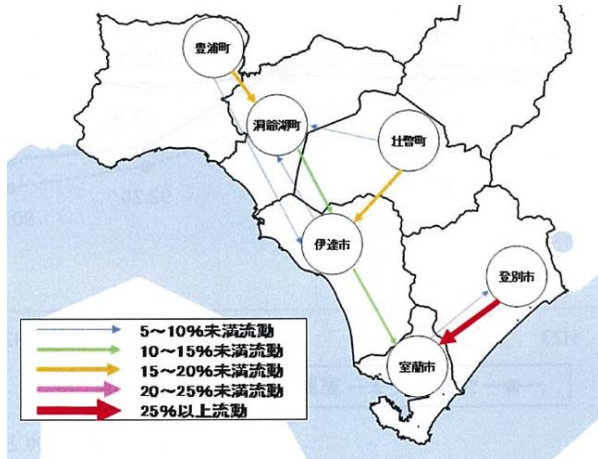 豊浦町
洞爺湖町
壮瞥町
伊達市
登別市
室蘭市
5～10%未満流動
10～15%未満流動
15～20%未満流動
20～25%未満流動
25%以上流動